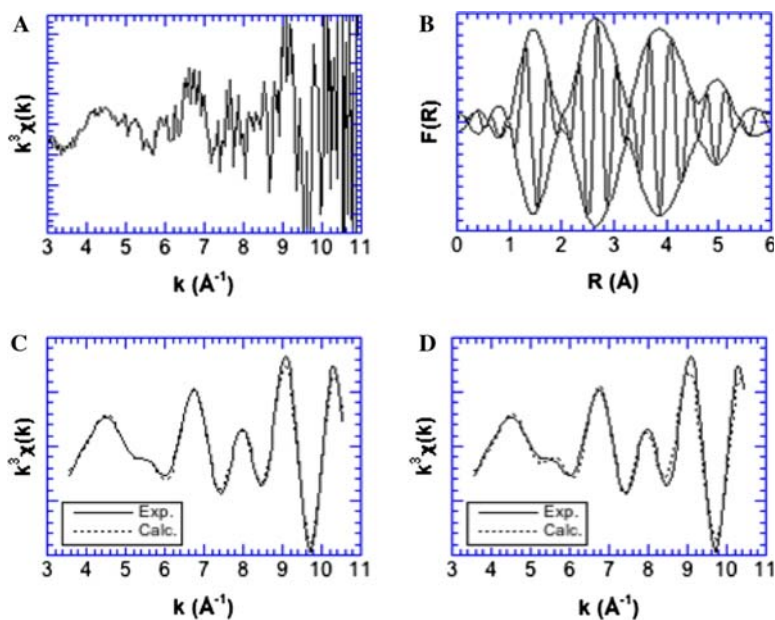 A
k³χ(k)
3 4 5 6 7 8 9 10 11
k (Å⁻¹)
B
F(R)
0 1 2 3 4 5 6
R (Å)
C
k³χ(k)
Exp.
Calc.
3 4 5 6 7 8 9 10 11
k (Å⁻¹)
D
k³χ(k)
Exp.
Calc.
3 4 5 6 7 8 9 10 11
k (Å⁻¹)